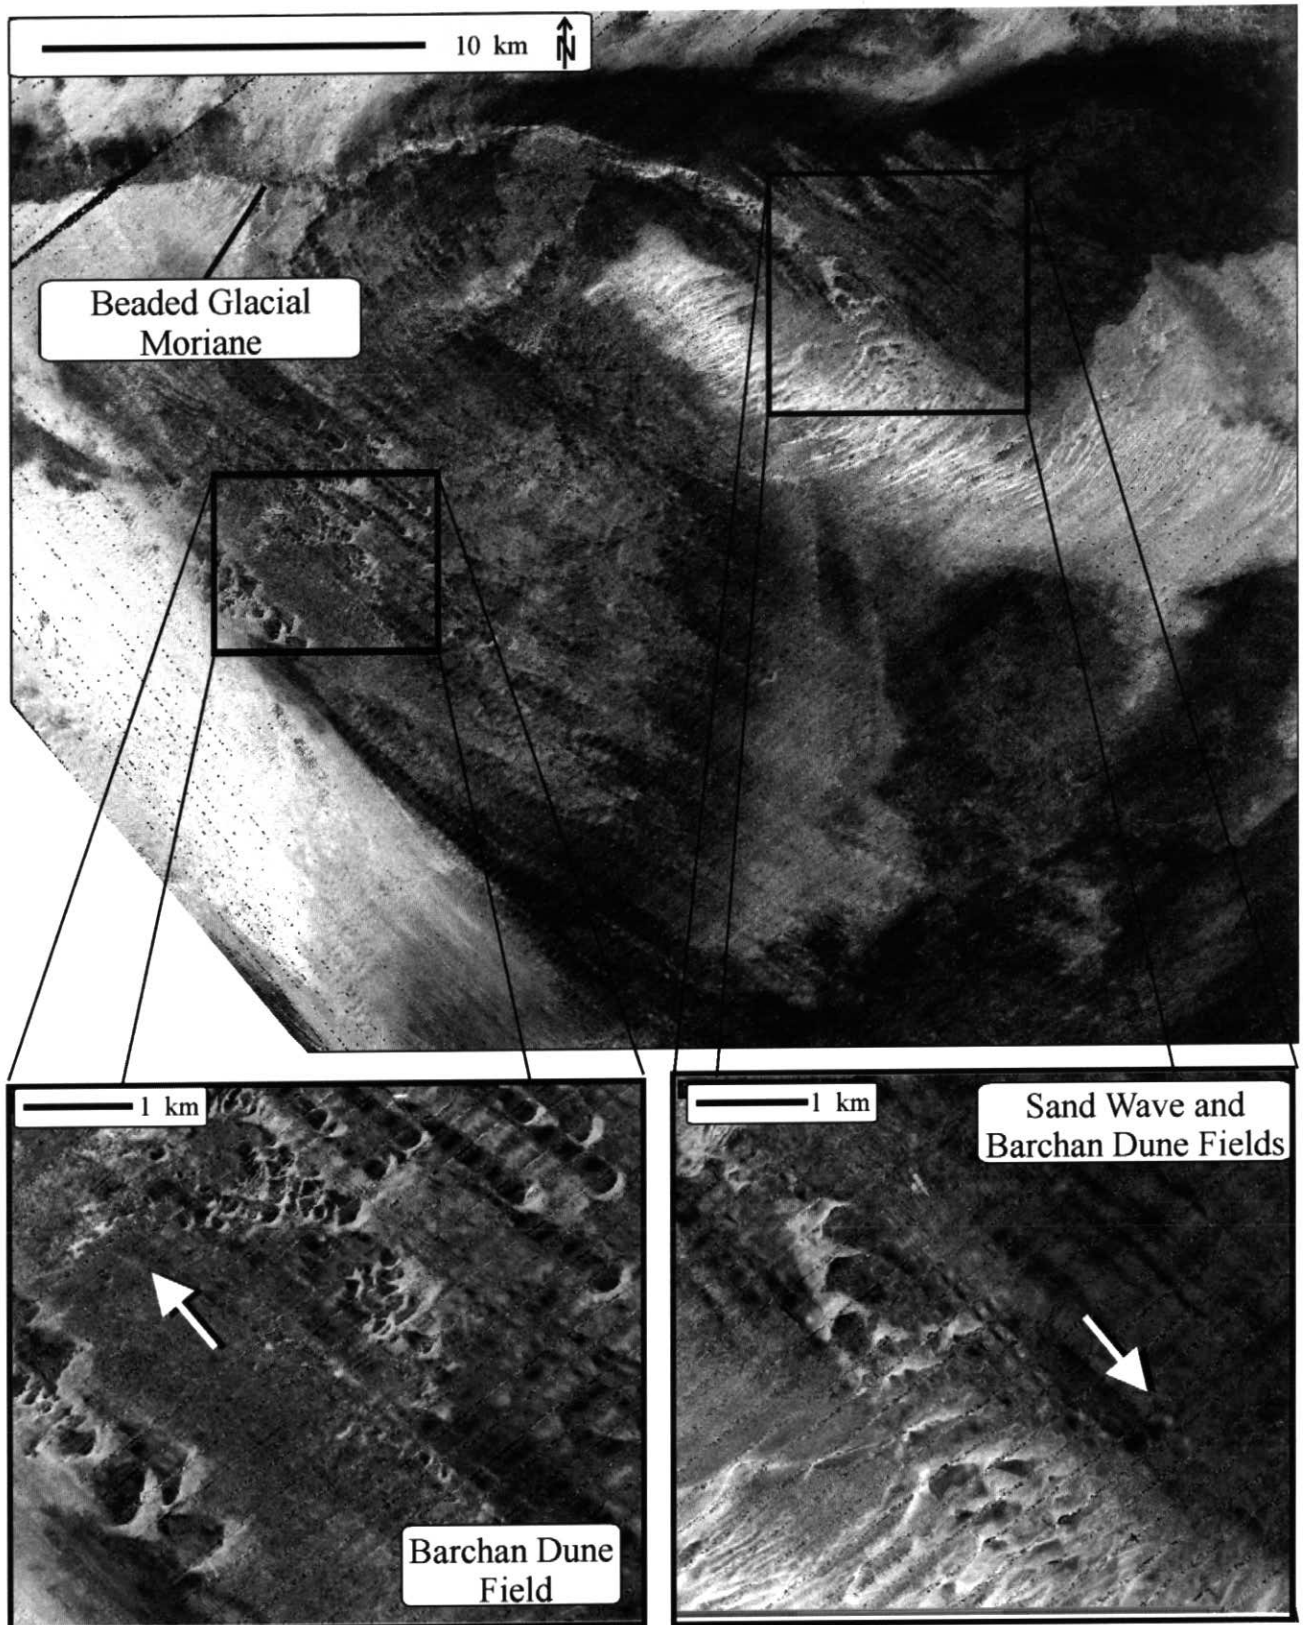 10 km
N
Beaded Glacial
Moriane
1 km
Barchan Dune
Field
1 km
Sand Wave and
Barchan Dune Fields